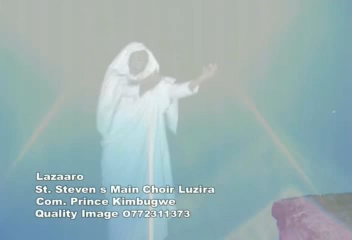 Lazaaro
St. Steven s Main Choir Luzira
Com. Prince Kimbugwe
Quality Image 0772311373